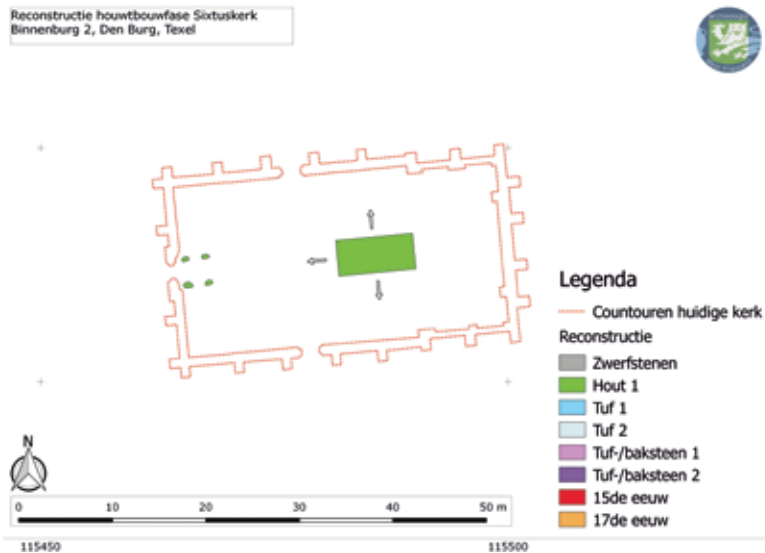 Reconstructie houwtbouwfase Sixtuskerk
Binnenburg 2, Den Burg, Texel
Legenda
Countouren huidige kerk
Reconstructie
Zwerfstenen
Hout 1
Tuf 1
Tuf 2
Tuf-/baksteen 1
Tuf-/baksteen 2
15de eeuw
17de eeuw
N
0 10 20 30 40 50 m
115450 115500